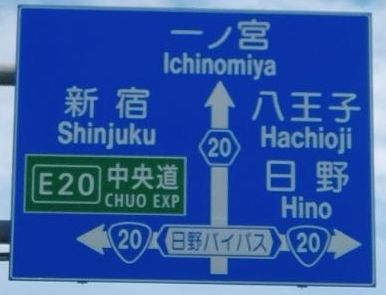 一ノ宮
Ichinomiya
新宿
Shinjuku
八王子
Hachioji
20
E20 中央道
CHUO EXP
日野
Hino
20 日野バイパス 20